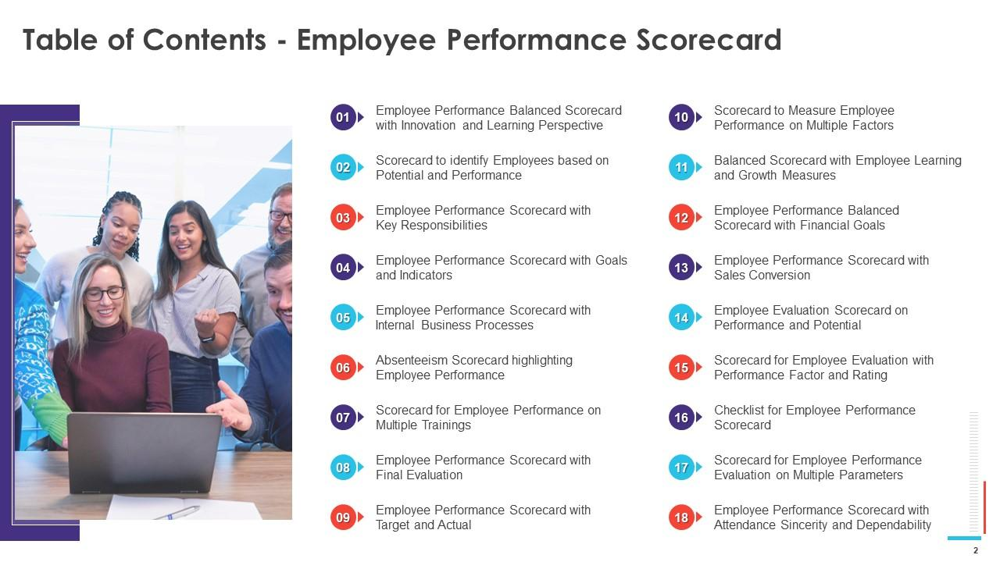 Table of Contents - Employee Performance Scorecard
01
Employee Performance Balanced Scorecard
with Innovation and Learning Perspective
02
Scorecard to identify Employees based on
Potential and Performance
03
Employee Performance Scorecard with
Key Responsibilities
04
Employee Performance Scorecard with Goals
and Indicators
05
Employee Performance Scorecard with
Internal Business Processes
06
Absenteeism Scorecard highlighting
Employee Performance
07
Scorecard for Employee Performance on
Multiple Trainings
08
Employee Performance Scorecard with
Final Evaluation
09
Employee Performance Scorecard with
Target and Actual
10
Scorecard to Measure Employee
Performance on Multiple Factors
11
Balanced Scorecard with Employee Learning
and Growth Measures
12
Employee Performance Balanced
Scorecard with Financial Goals
13
Employee Performance Scorecard with
Sales Conversion
14
Employee Evaluation Scorecard on
Performance and Potential
15
Scorecard for Employee Evaluation with
Performance Factor and Rating
16
Checklist for Employee Performance
Scorecard
17
Scorecard for Employee Performance
Evaluation on Multiple Parameters
18
Employee Performance Scorecard with
Attendance Sincerity and Dependability
2